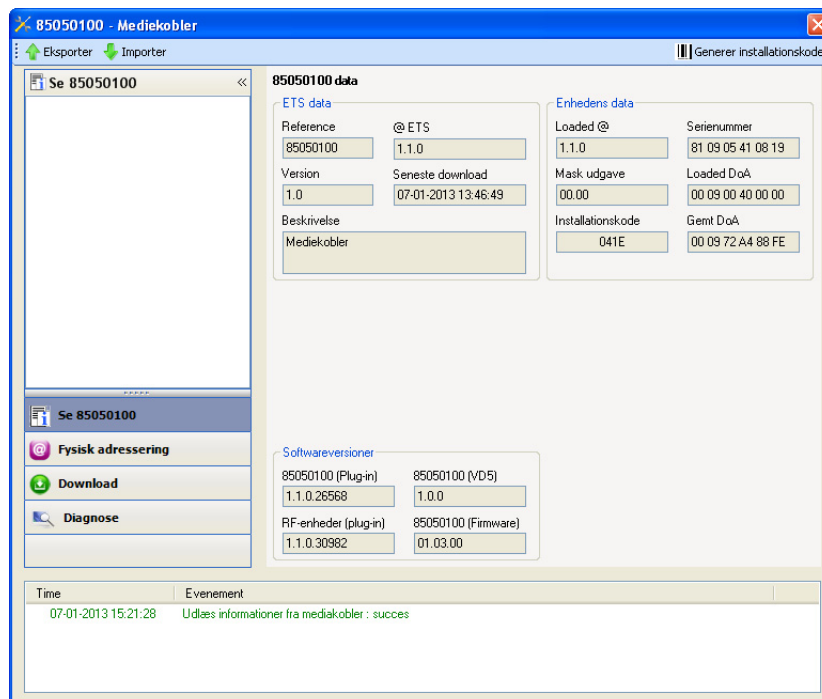 85050100 - Mediekobler
Eksporter Importer Generer installationskode
Se 85050100 «
85050100 data
ETS data
Reference @ ETS
85050100 1.1.0
Version Seneste download
1.0 07-01-2013 13:46:49
Beskrivelse
Mediekobler
Enhedens data
Loaded @ Serienummer
1.1.0 81 09 05 41 08 19
Mask udgave Loaded DoA
00.00 00 09 00 40 00 00
Installationskode Gemt DoA
041E 00 09 72 A4 88 FE
Se 85050100
Fysisk adressering
Download
Diagnose
Softwareversioner
85050100 (Plug-in) 85050100 (VD5)
1.1.0.26568 1.0.0
RF-enheder (plug-in) 85050100 (Firmware)
1.1.0.30982 01.03.00
Time Evenement
07-01-2013 15:21:28 Udlæs informationer fra mediakobler : succes